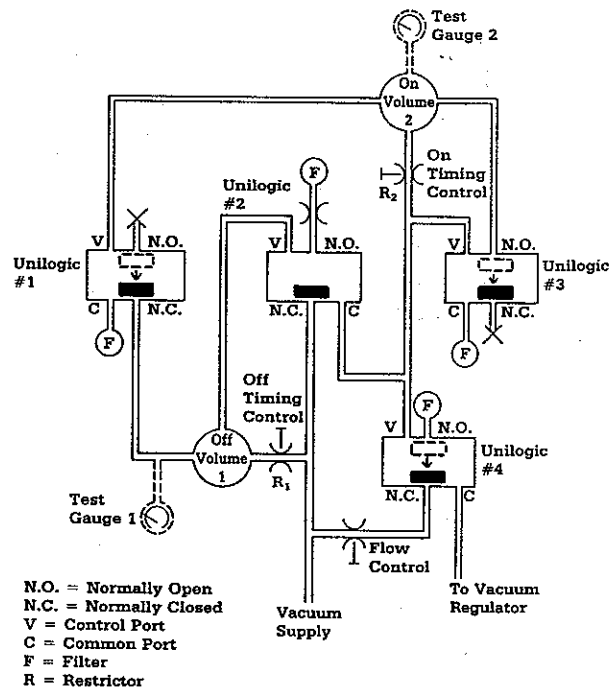 Test
Gauge 2
On
Volume
2
On
Timing
Control
R2
F
Unilogic
#2
V
N.O.
Unilogic
#1
C
N.C.
F
V
N.O.
N.C.
C
V
N.O.
Unilogic
#3
C
N.C.
F
Off
Timing
Control
R1
Off
Volume
1
Test
Gauge 1
F
V
N.O.
Unilogic
#4
N.C.
C
Flow
Control
Vacuum
Supply
To Vacuum
Regulator
N.O. = Normally Open
N.C. = Normally Closed
V = Control Port
C = Common Port
F = Filter
R = Restrictor